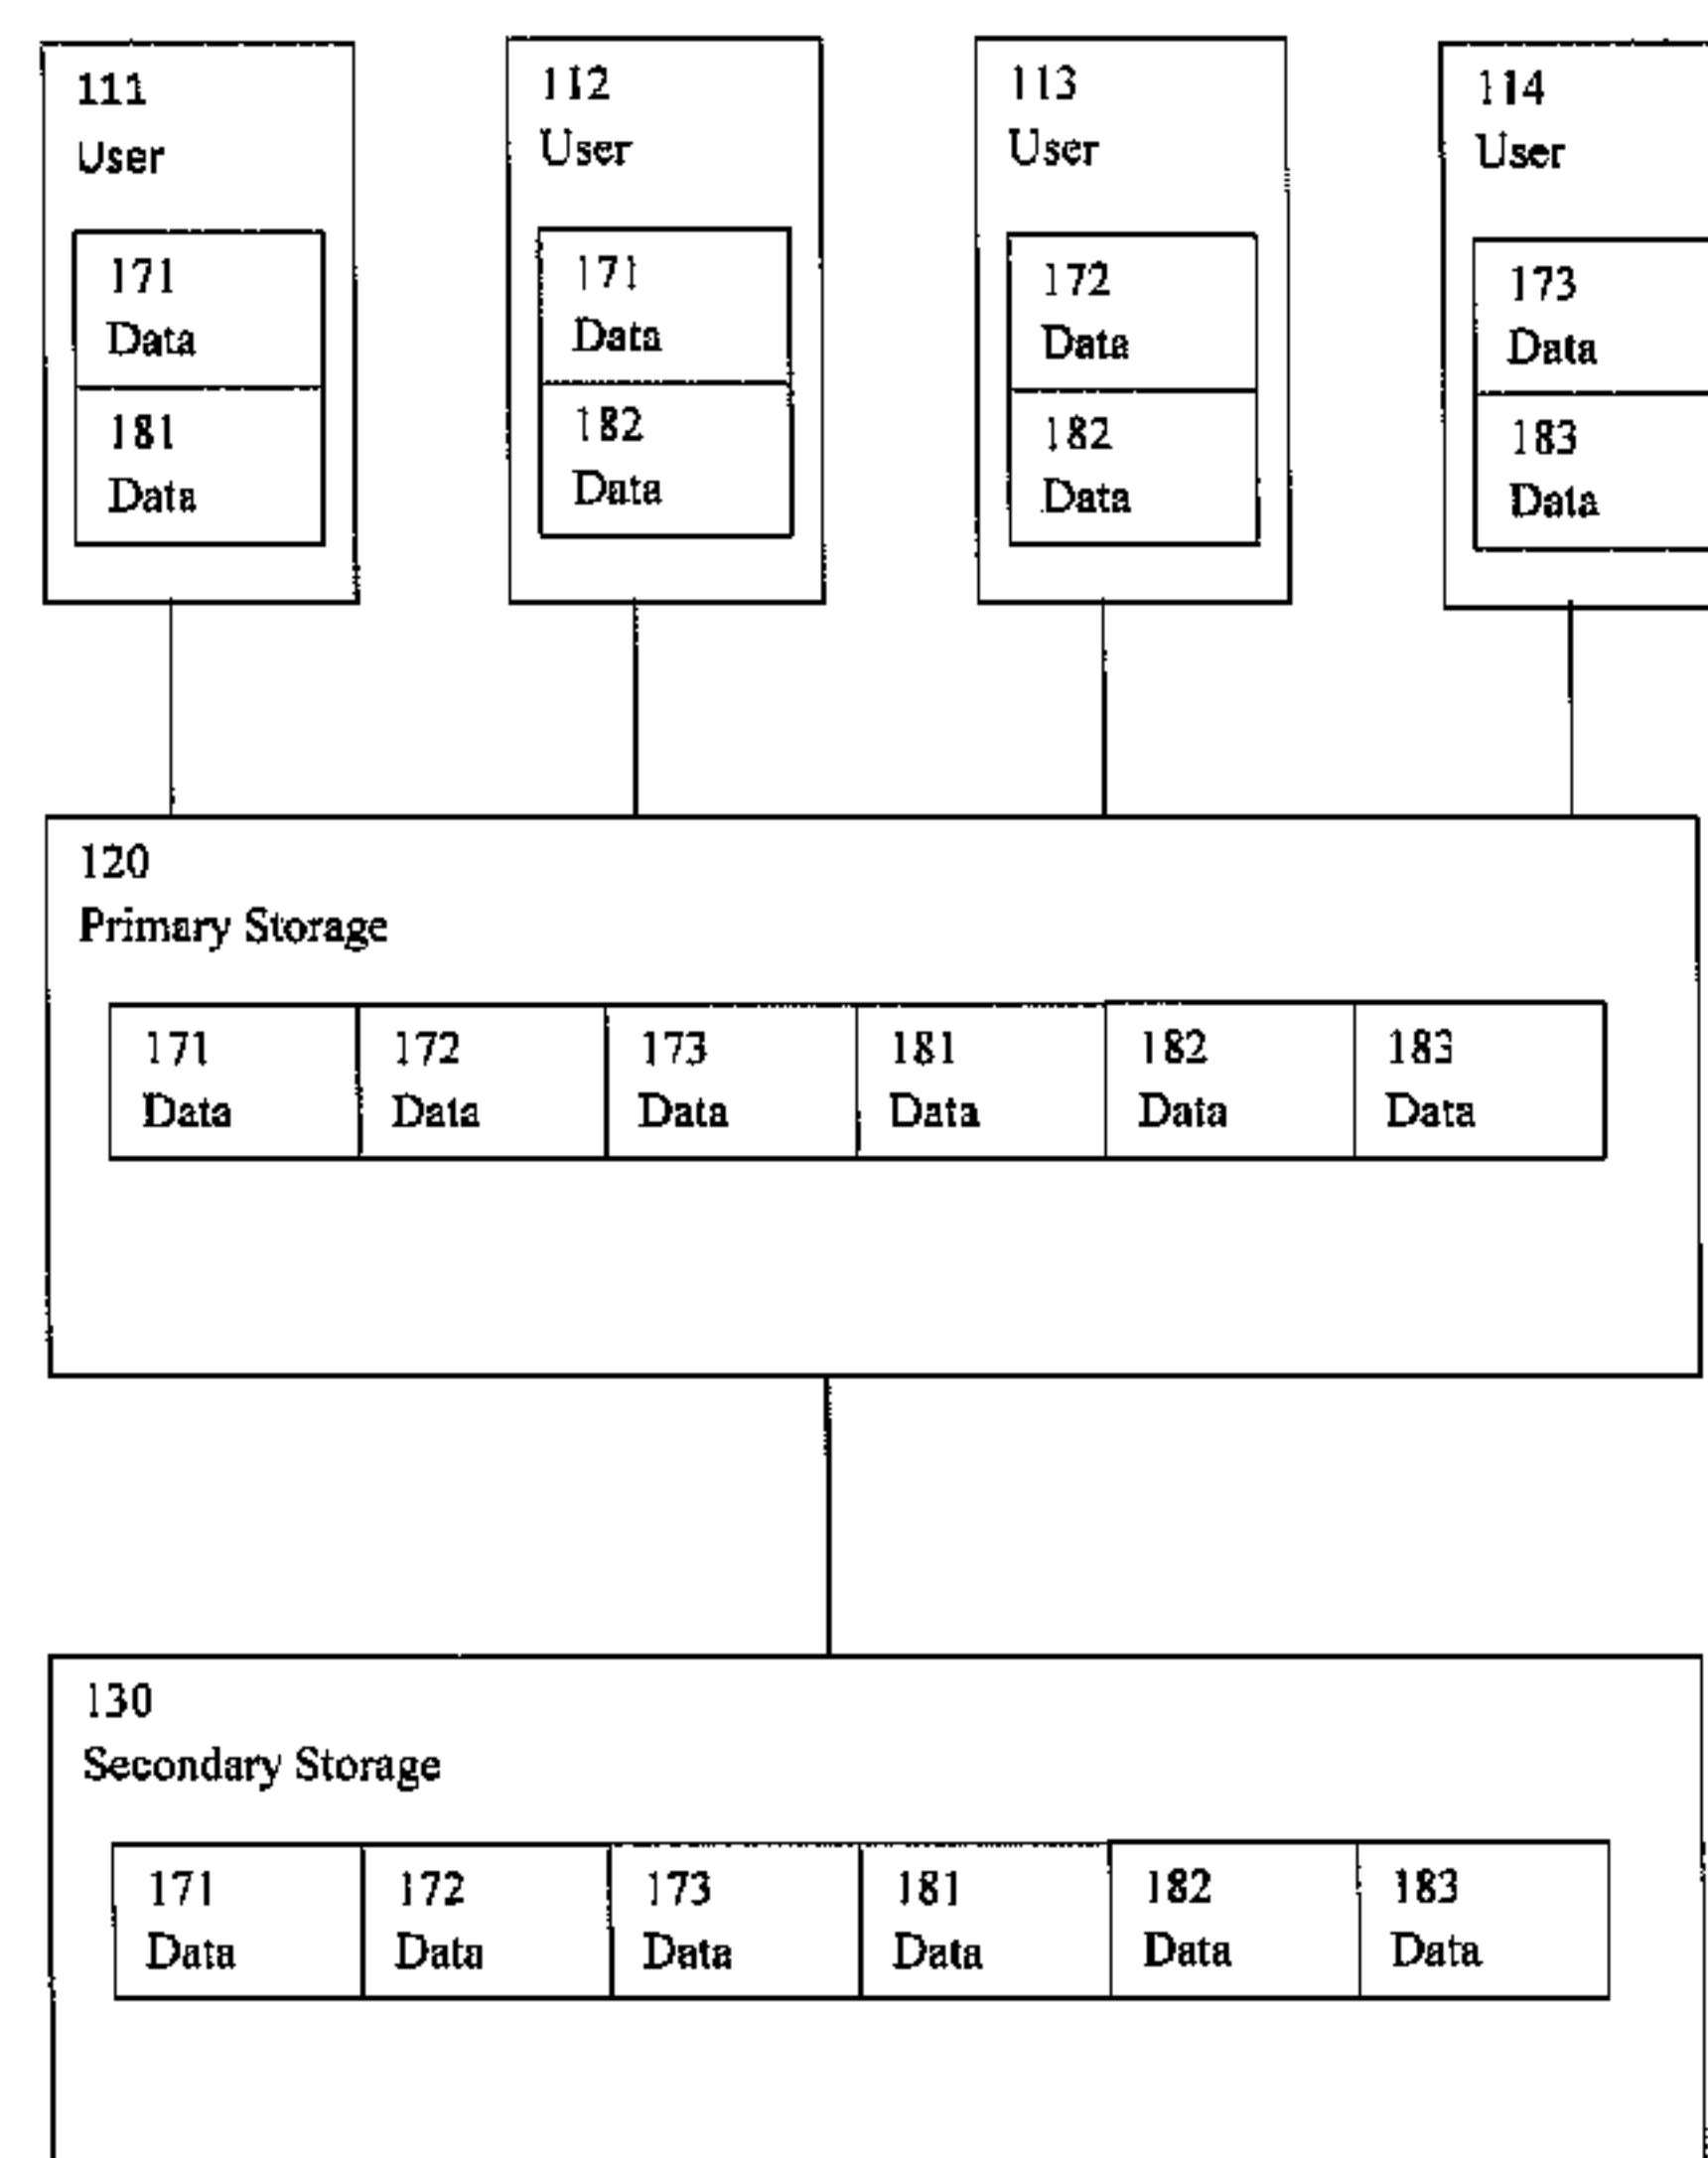 111
User
171
Data
181
Data
112
User
171
Data
182
Data
113
User
172
Data
182
Data
114
User
173
Data
183
Data
120
Primary Storage
171
Data
172
Data
173
Data
181
Data
182
Data
183
Data
130
Secondary Storage
171
Data
172
Data
173
Data
181
Data
182
Data
183
Data